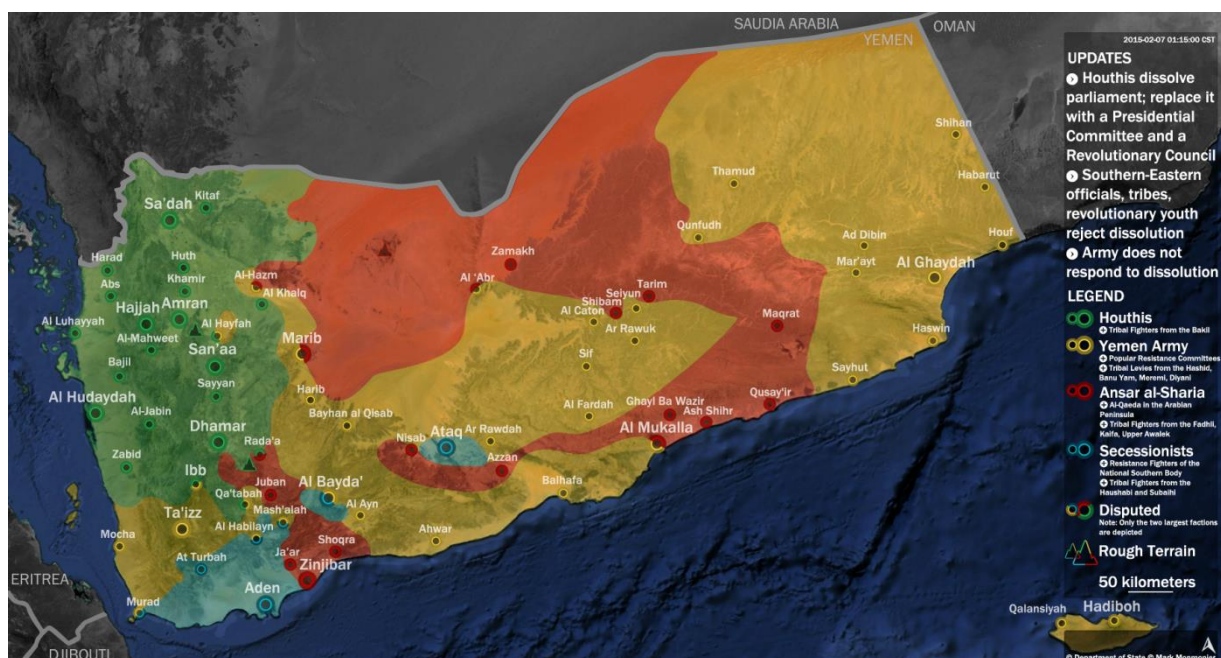 SAUDI ARABIA
YEMEN
OMAN
ERITREA
DJIBOUTI
Kitaf
Sa'dah
Harad
Huth
Abs
Khamir
Al-Hazm
Al Khalq
Hajjah
Amran
Al Luhayyah
Al-Mahweet
Al Hayfah
San'aa
Marib
Bajil
Sayyan
Harib
Al Hudaydah
Al-Jabin
Bayhan al Qisab
Dhamar
Rada'a
Zabid
Ibb
Juban
Qa'tabah
Mash'alah
Al Bayda'
Al Ayn
Ta'izz
Al Habilayn
Mocha
At Turbah
Ja'ar
Shoqra
Zinjibar
Aden
Murad
Ahwar
Nisab
Ataq
Ar Rawdah
Azzan
Balhafa
Al Mukalla
Al Fardah
Ghayl Ba Wazir
Ash Shihr
Qusay'ir
Sayhut
Haswin
Zamakh
Al 'Abr
Seiyun
Tarim
Shibam
Al Caton
Ar Rawuk
Sif
Maqrat
Thamud
Qunfudh
Ad Dibin
Mar'ayt
Al Ghaydah
Houf
Habarut
Shihan
Qalansiyah
Hadiboh
2015-02-07 01:15:00 CST
UPDATES
Houthis dissolve
parliament; replace it
with a Presidential
Committee and a
Revolutionary Council
Southern-Eastern
officials, tribes,
revolutionary youth
reject dissolution
Army does not
respond to dissolution
LEGEND
Houthis
Tribal Fighters from the Bakil
Yemen Army
Popular Resistance Committees
Tribal Levies from the Hashid,
Banu Yam, Meremi, Diyani
Ansar al-Sharia
Al-Qaeda in the Arabian
Peninsula
Tribal Fighters from the Fadhli,
Kaifa, Upper Awalek
Secessionists
Resistance Fighters of the
National Southern Body
Tribal Fighters from the
Haushabi and Subaihi
Disputed
Note: Only the two largest factions
are depicted
Rough Terrain
50 kilometers
© Department of State © Mark Monmonier